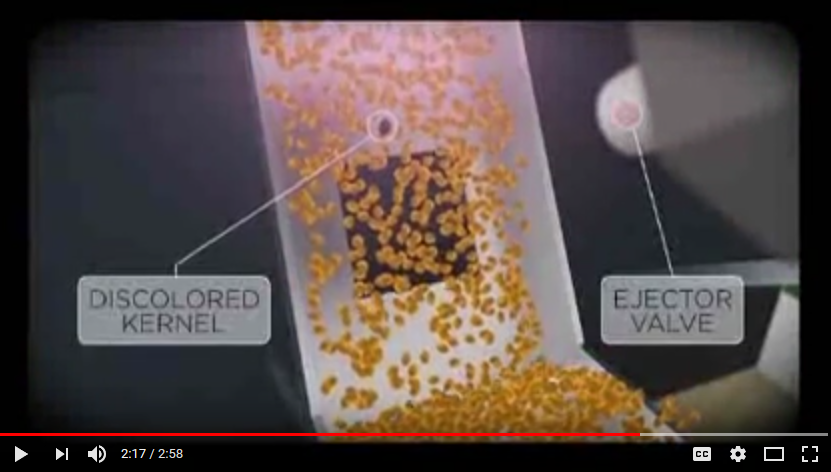 DISCOLORED
KERNEL
EJECTOR
VALVE
2:17 / 2:58
CC